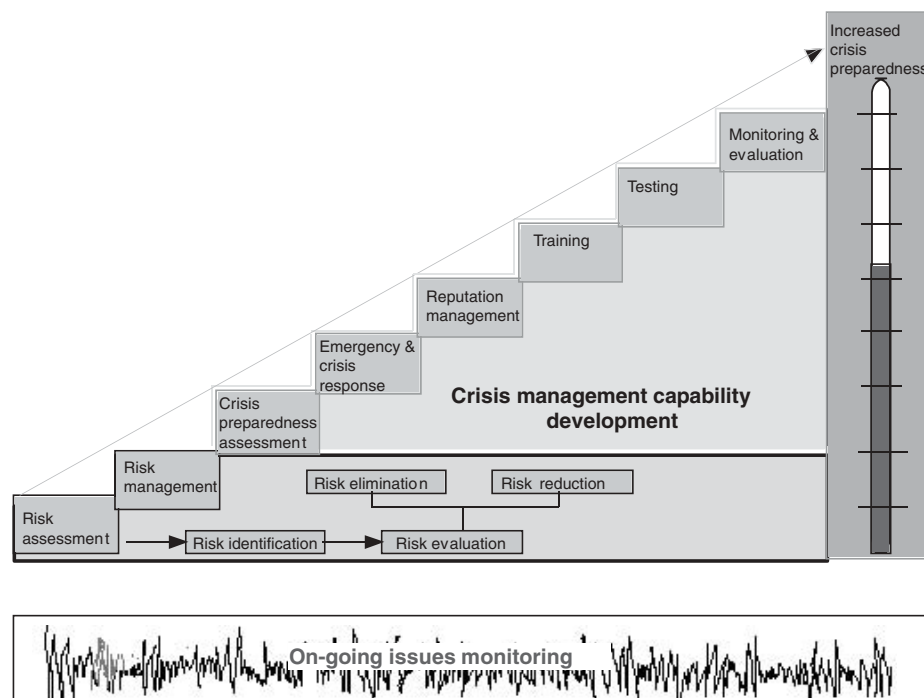 Increased
crisis
preparedness
Monitoring &
evaluation
Testing
Training
Reputation
management
Emergency &
crisis
response
Crisis management capability
development
Crisis
preparedness
assessment
Risk
management
Risk elimination
Risk reduction
Risk
assessment
Risk identification
Risk evaluation
On-going issues monitoring